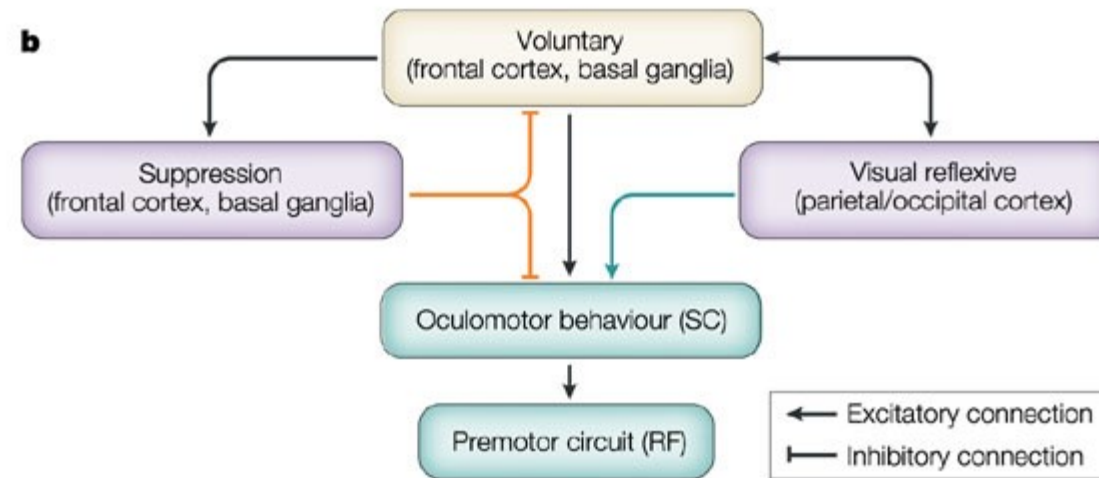 b
Voluntary
(frontal cortex, basal ganglia)
Suppression
(frontal cortex, basal ganglia)
Visual reflexive
(parietal/occipital cortex)
Oculomotor behaviour (SC)
Premotor circuit (RF)
Excitatory connection
Inhibitory connection